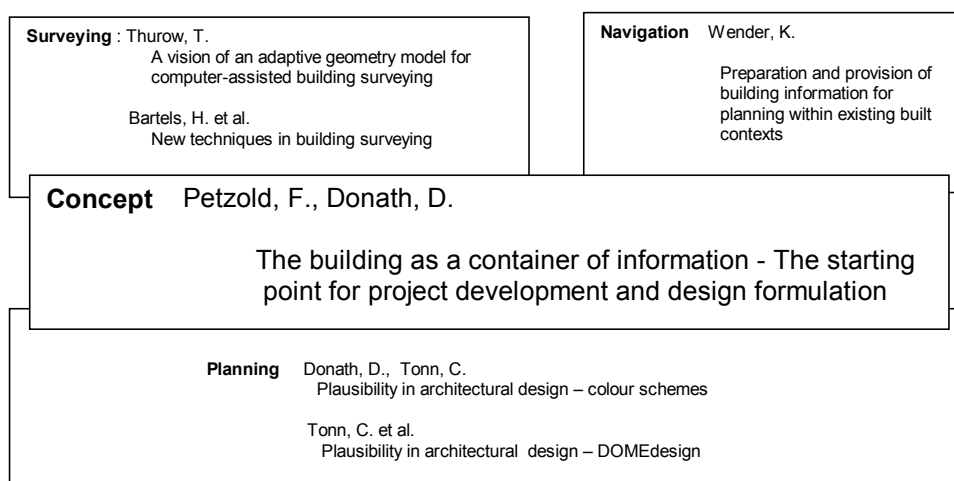 Surveying : Thurow, T.
A vision of an adaptive geometry model for
computer-assisted building surveying
Bartels, H. et al.
New techniques in building surveying
Navigation Wender, K.
Preparation and provision of
building information for
planning within existing built
contexts
Concept Petzold, F., Donath, D.
The building as a container of information - The starting
point for project development and design formulation
Planning Donath, D., Tonn, C.
Plausibility in architectural design – colour schemes
Tonn, C. et al.
Plausibility in architectural design – DOMEdesign